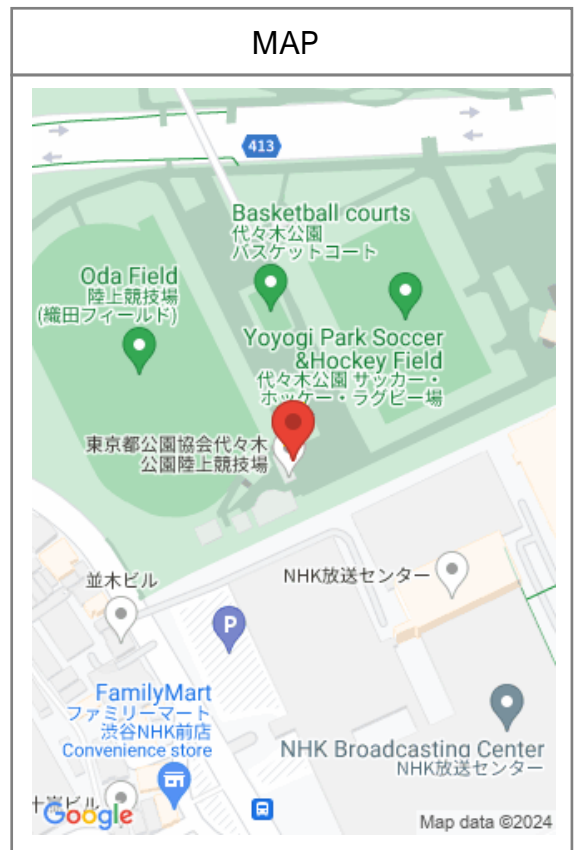 MAP
413
Basketball courts
代々木公園
バスケットコート
Oda Field
陸上競技場
(織田フィールド)
Yoyogi Park Soccer
&Hockey Field
代々木公園 サッカー・
ホッケー・ラグビー場
東京都公園協会代々木
公園陸上競技場
並木ビル
NHK放送センター
P
FamilyMart
ファミリーマート
渋谷NHK前店
Convenience store
NHK Broadcasting Center
NHK放送センター
ビル
Google
Map data ©2024